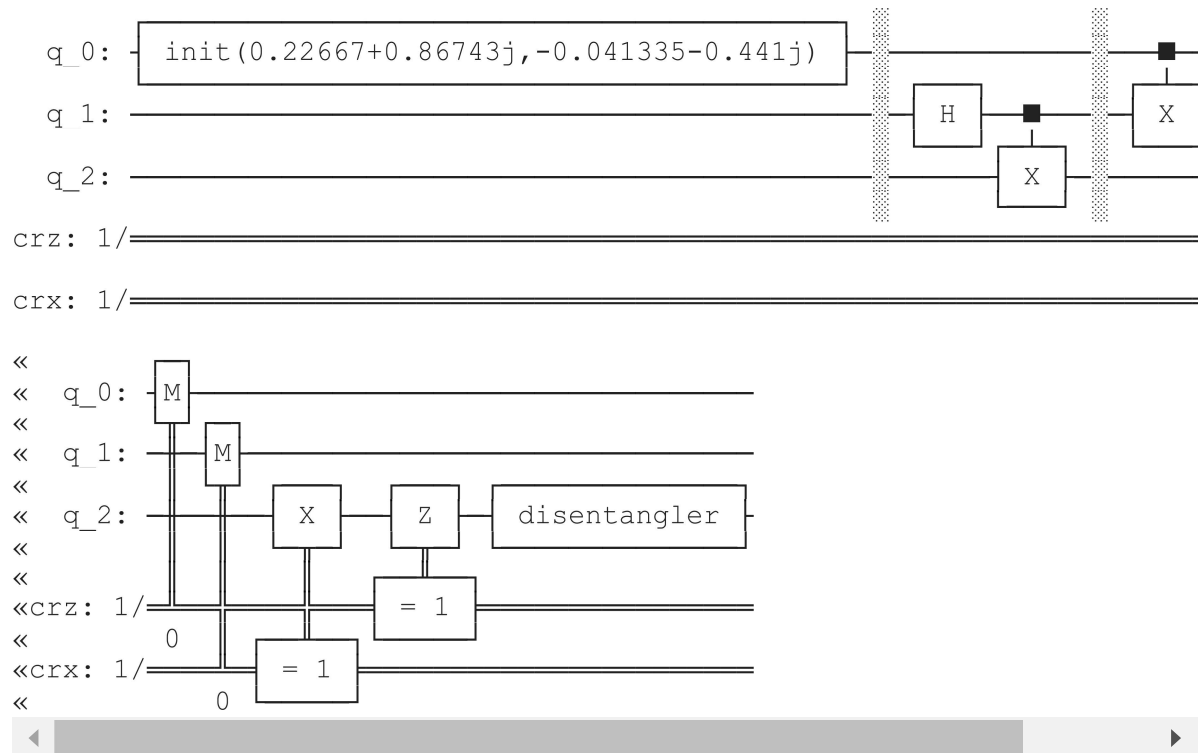 q_0: init(0.22667+0.86743j,-0.041335-0.441j)
q_1: H X
q_2: X
crz: 1/
crx: 1/
«
« q_0: M
«
« q_1: M
«
« q_2: X Z disentangler
«
«
«crz: 1/ = 1
« 0
«crx: 1/ = 1
« 0